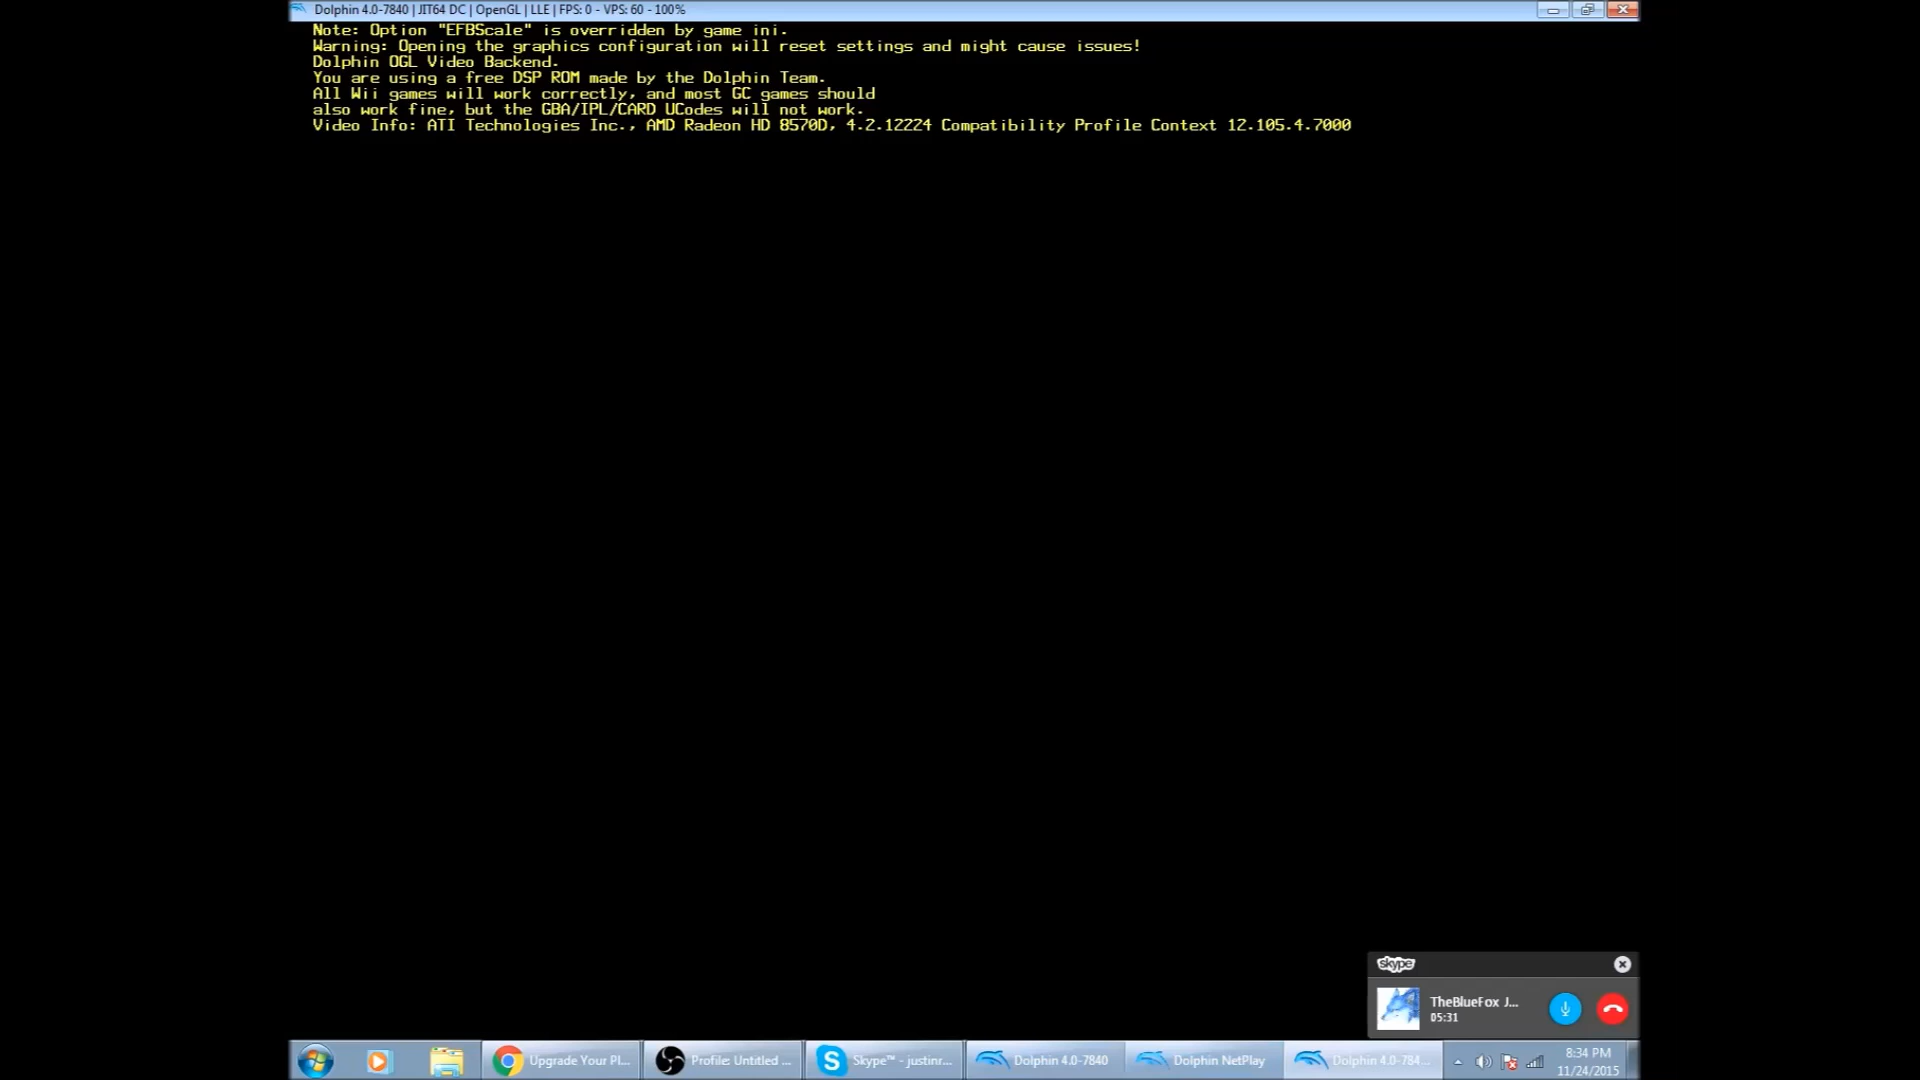 Dolphin 4.0-7840 | JIT64 DC | OpenGL | LLE | FPS: 0 - VPS: 60 - 100%
Note: Option "EFBScale" is overridden by game ini.
Warning: Opening the graphics configuration will reset settings and might cause issues!
Dolphin OGL Video Backend.
You are using a free DSP ROM made by the Dolphin Team.
All Wii games will work correctly, and most GC games should
also work fine, but the GBA/IPL/CARD UCodes will not work.
Video Info: ATI Technologies Inc., AMD Radeon HD 8570D, 4.2.12224 Compatibility Profile Context 12.105.4.7000
skype
TheBlueFox J...
05:31
Upgrade Your Pl...
Profile: Untitled ...
Skype™ - justinr...
Dolphin 4.0-7840
Dolphin NetPlay
Dolphin 4.0-784...
8:34 PM
11/24/2015